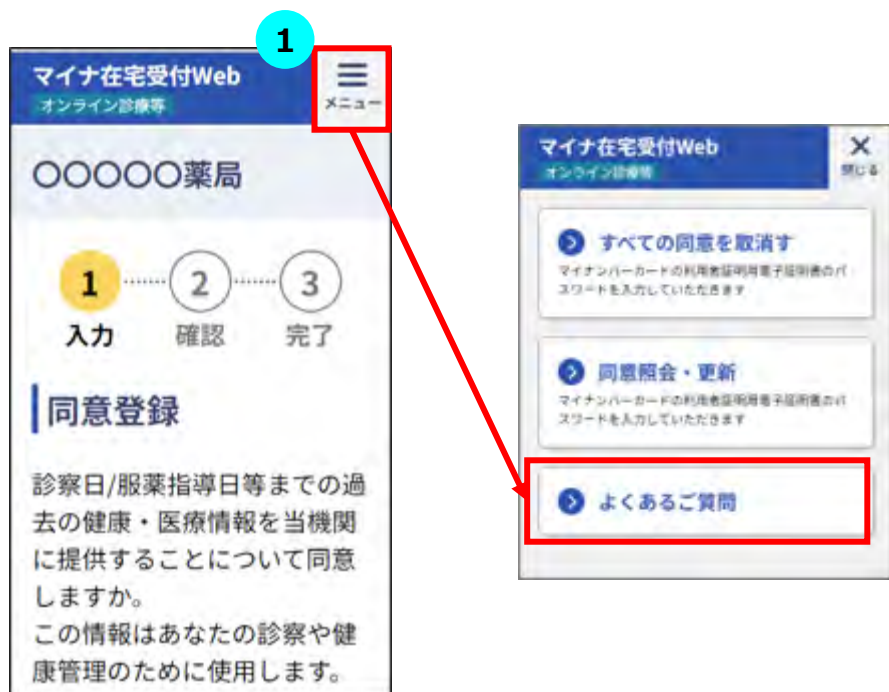 1
マイナ在宅受付Web
オンライン診療等
メニュー
〇〇〇〇〇薬局
1
2
3
入力
確認
完了
同意登録
診察日/服薬指導日等までの過
去の健康・医療情報を当機関
に提供することについて同意
しますか。
この情報はあなたの診察や健
康管理のために使用します。
マイナ在宅受付Web
オンライン診療等
閉じる
すべての同意を取消す
マイナンバーカードの利用者証明用電子証明書のパ
スワードを入力していただきます
同意照会・更新
マイナンバーカードの利用者証明用電子証明書のパ
スワードを入力していただきます
よくあるご質問